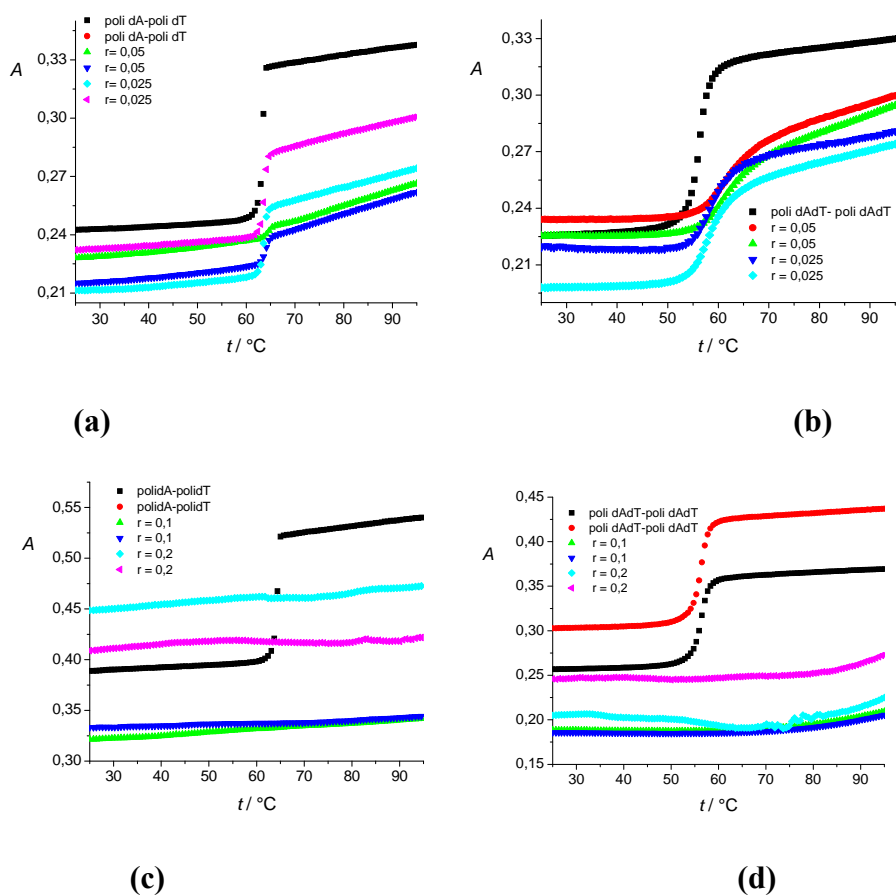 poli dA-poli dT
poli dA-poli dT
r= 0,05
r= 0,05
r= 0,025
r= 0,025
A
0,33
0,30
0,27
0,24
0,21
30 40 50 60 70 80 90
t / °C
(a)
A
0,33
0,30
0,27
0,24
0,21
poli dAdT- poli dAdT
r = 0,05
r = 0,05
r = 0,025
r = 0,025
30 40 50 60 70 80 90
t / °C
(b)
polidA-polidT
polidA-polidT
r = 0,1
r = 0,1
r = 0,2
r = 0,2
A
0,55
0,50
0,45
0,40
0,35
0,30
30 40 50 60 70 80 90
t / °C
(c)
poli dAdT-poli dAdT
poli dAdT-poli dAdT
r = 0,1
r = 0,1
r = 0,2
r = 0,2
A
0,45
0,40
0,35
0,30
0,25
0,20
0,15
30 40 50 60 70 80 90
t / °C
(d)